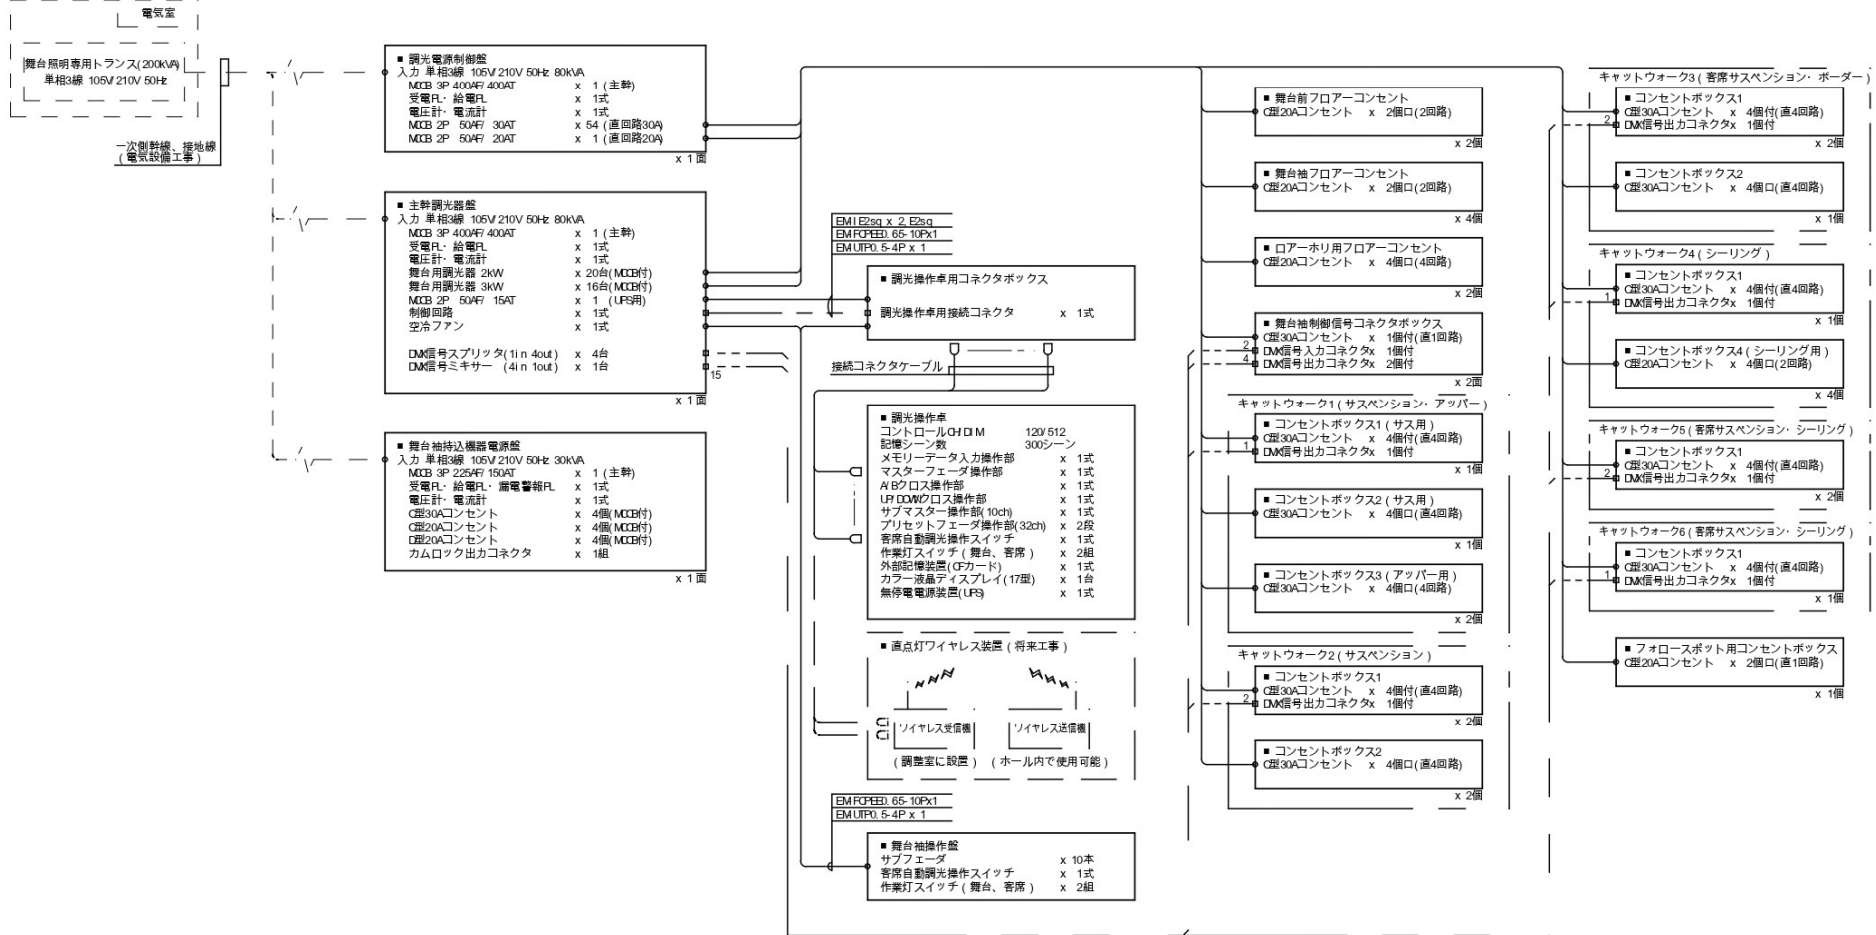 電気室
舞台照明専用トランス(200kVA)
単相3線 105V/210V 50Hz
一次側幹線、接地線
(電気設備工事)
■ 調光電源制御盤
入力 単相3線 105V/210V 50Hz 80kVA
MCCB 3P 400AF/400AT x 1 (主幹)
受電PL・給電PL x 1式
電圧計・電流計 x 1式
MCCB 2P 50AF/ 30AT x 54 (直回路30A)
MCCB 2P 50AF/ 20AT x 1 (直回路20A)
x 1面
■ 主幹調光器盤
入力 単相3線 105V/210V 50Hz 80kVA
MCCB 3P 400AF/400AT x 1 (主幹)
受電PL・給電PL x 1式
電圧計・電流計 x 1式
舞台用調光器 2kW x 20台(MCCB付)
舞台用調光器 3kW x 16台(MCCB付)
MCCB 2P 50AF/ 15AT x 1 (UPS用)
制御回路 x 1式
空冷ファン x 1式
DMX信号スプリッタ(1in 4out) x 4台
DMX信号ミキサー (4in 1out) x 1台
15
x 1面
■ 舞台袖持込機器電源盤
入力 単相3線 105V/210V 50Hz 30kVA
MCCB 3P 225AF/150AT x 1 (主幹)
受電PL・給電PL・漏電警報PL x 1式
電圧計・電流計 x 1式
C型30Aコンセント x 4個(MCCB付)
C型20Aコンセント x 4個(MCCB付)
D型20Aコンセント x 4個(MCCB付)
カムロック出力コネクタ x 1組
x 1面
EM-IE2sq x 2,E2sq
EM-FCPEE0.65-10Px1
EM-UTP0.5-4P x 1
■ 調光操作卓用コネクタボックス
調光操作卓用接続コネクタ x 1式
接続コネクタケーブル
■ 調光操作卓
コントロールCH/DIM 120/512
記憶シーン数 300シーン
メモリーデータ入力操作部 x 1式
マスターフェーダ操作部 x 1式
A/Bクロス操作部 x 1式
UP/DOWNクロス操作部 x 1式
サブマスター操作部(10ch) x 1式
プリセットフェーダ操作部(32ch) x 2段
客席自動調光操作スイッチ x 1式
作業灯スイッチ(舞台、客席) x 2組
外部記憶装置(CFカード) x 1式
カラー液晶ディスプレイ(17型) x 1台
無停電電源装置(UPS) x 1式
■ 直点灯ワイヤレス装置(将来工事)
ワイヤレス受信機
ワイヤレス送信機
(調整室に設置)
(ホール内で使用可能)
EM-FCPEE0.65-10Px1
EM-UTP0.5-4P x 1
■ 舞台袖操作盤
サブフェーダ x 10本
客席自動調光操作スイッチ x 1式
作業灯スイッチ(舞台、客席) x 2組
■ 舞台前フロアーコンセント
C型20Aコンセント x 2個口(2回路)
x 2個
■ 舞台袖フロアーコンセント
C型20Aコンセント x 2個口(2回路)
x 4個
■ ロアーホリ用フロアーコンセント
C型20Aコンセント x 4個口(4回路)
x 2個
■ 舞台袖制御信号コネクタボックス
C型30Aコンセント x 1個付(直1回路)
2 DMX信号入力コネクタx 1個付
4 DMX信号出力コネクタx 2個付
x 2面
キャットウォーク1(サスペンション・アッパー)
■ コンセントボックス1(サス用)
C型30Aコンセント x 4個付(直4回路)
1 DMX信号出力コネクタx 1個付
x 1個
■ コンセントボックス2(サス用)
C型30Aコンセント x 4個口(直4回路)
x 1個
■ コンセントボックス3(アッパー用)
C型30Aコンセント x 4個口(4回路)
x 2個
キャットウォーク2(サスペンション)
■ コンセントボックス1
C型30Aコンセント x 4個付(直4回路)
2 DMX信号出力コネクタx 1個付
x 2個
■ コンセントボックス2
C型30Aコンセント x 4個口(直4回路)
x 2個
キャットウォーク3(客席サスペンション・ボーダー)
■ コンセントボックス1
C型30Aコンセント x 4個付(直4回路)
2 DMX信号出力コネクタx 1個付
x 2個
■ コンセントボックス2
C型30Aコンセント x 4個口(直4回路)
x 1個
キャットウォーク4(シーリング)
■ コンセントボックス1
C型30Aコンセント x 4個付(直4回路)
1 DMX信号出力コネクタx 1個付
x 1個
■ コンセントボックス4(シーリング用)
C型20Aコンセント x 4個口(2回路)
x 4個
キャットウォーク5(客席サスペンション・シーリング)
■ コンセントボックス1
C型30Aコンセント x 4個付(直4回路)
2 DMX信号出力コネクタx 1個付
x 2個
キャットウォーク6(客席サスペンション・シーリング)
■ コンセントボックス1
C型30Aコンセント x 4個付(直4回路)
1 DMX信号出力コネクタx 1個付
x 1個
■ フォロースポット用コンセントボックス
C型20Aコンセント x 2個口(直1回路)
x 1個